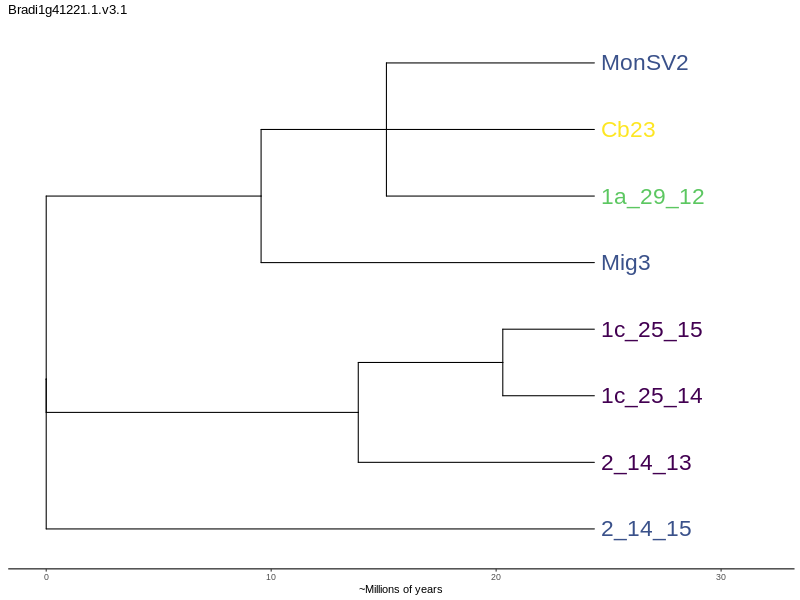 Bradi1g41221.1.v3.1
MonSV2
Cb23
1a_29_12
Mig3
1c_25_15
1c_25_14
2_14_13
2_14_15
0 10 20 30
~Millions of years